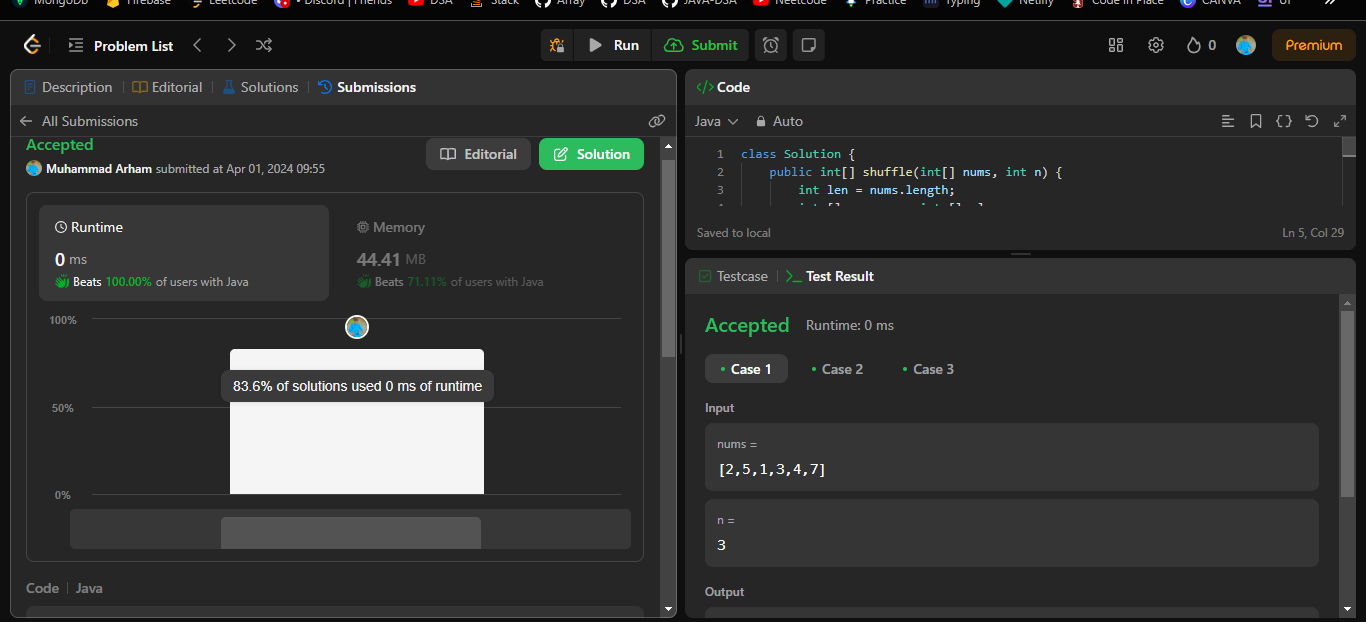 MongoDb Firebase Leetcode • Discord | Friends DSA Stack Array DSA JAVA-DSA Neetcode Practice Typing Netlify Code in Place CANVA UI
Problem List Run Submit 0 Premium
Description Editorial Solutions Submissions
All Submissions
Accepted
Muhammad Arham submitted at Apr 01, 2024 09:55
Editorial Solution
Runtime Memory
0 ms 44.41 MB
Beats 100.00% of users with Java Beats 71.11% of users with Java
100%
83.6% of solutions used 0 ms of runtime
50%
0%
Code Java
</> Code
Java Auto
1 class Solution {
2 public int[] shuffle(int[] nums, int n) {
3 int len = nums.length;
Saved to local Ln 5, Col 29
Testcase Test Result
Accepted Runtime: 0 ms
• Case 1 • Case 2 • Case 3
Input
nums =
[2,5,1,3,4,7]
n =
3
Output